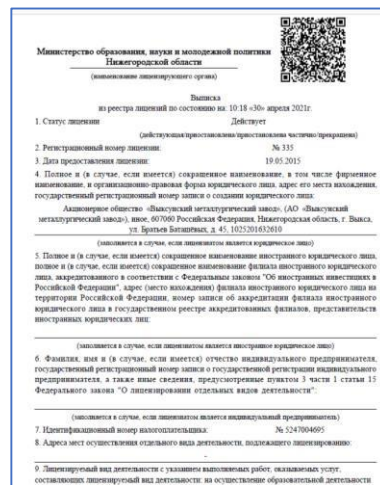 Министерство образования, науки и молодежной политики
Нижегородской области
(наименование лицензирующего органа)
Выписка
из реестра лицензий по состоянию на: 10:18 «30» апреля 2021г.
1. Статус лицензии Действует
(действующая/приостановлена/приостановлена частично/прекращена)
2. Регистрационный номер лицензии: № 335
3. Дата предоставления лицензии: 19.05.2015
4. Полное и (в случае, если имеется) сокращенное наименование, в том числе фирменное
наименование, и организационно-правовая форма юридического лица, адрес его места нахождения,
государственный регистрационный номер записи о создании юридического лица:
Акционерное общество «Выксунский металлургический завод», (АО «Выксунский
металлургический завод»), иное, 607060 Российская Федерация, Нижегородская область, г. Выкса,
ул. Братьев Баташёвых, д. 45, 1025201632610
(заполняется в случае, если лицензиатом является юридическое лицо)
5. Полное и (в случае, если имеется) сокращенное наименование иностранного юридического лица,
полное и (в случае, если имеется) сокращенное наименование филиала иностранного юридического
лица, аккредитованного в соответствии с Федеральным законом "Об иностранных инвестициях в
Российской Федерации", адрес (место нахождения) филиала иностранного юридического лица на
территории Российской Федерации, номер записи об аккредитации филиала иностранного
юридического лица в государственном реестре аккредитованных филиалов, представительств
иностранных юридических лиц:
(заполняется в случае, если лицензиатом является иностранное юридическое лицо)
6. Фамилия, имя и (в случае, если имеется) отчество индивидуального предпринимателя,
государственный регистрационный номер записи о государственной регистрации индивидуального
предпринимателя, а также иные сведения, предусмотренные пунктом 3 части 1 статьи 15
Федерального закона "О лицензировании отдельных видов деятельности":
(заполняется в случае, если лицензиатом является индивидуальный предприниматель)
7. Идентификационный номер налогоплательщика: № 5247004695
8. Адреса мест осуществления отдельного вида деятельности, подлежащего лицензированию:
-
9. Лицензируемый вид деятельности с указанием выполняемых работ, оказываемых услуг,
составляющих лицензируемый вид деятельности: на осуществление образовательной деятельности